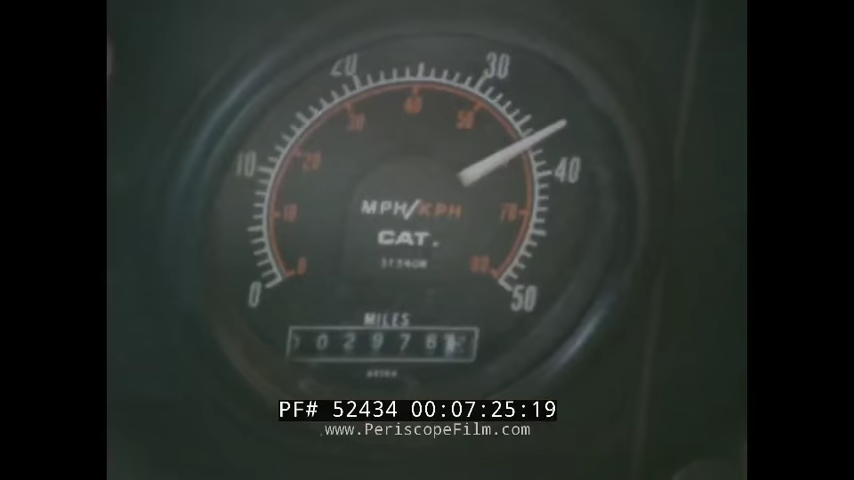 20 30
30 40 50
10 20 40
MPH/KPH
10 70
CAT.
0 80
0 50
MILES
PF# 52434 00:07:25:19
www.PeriscopeFilm.com